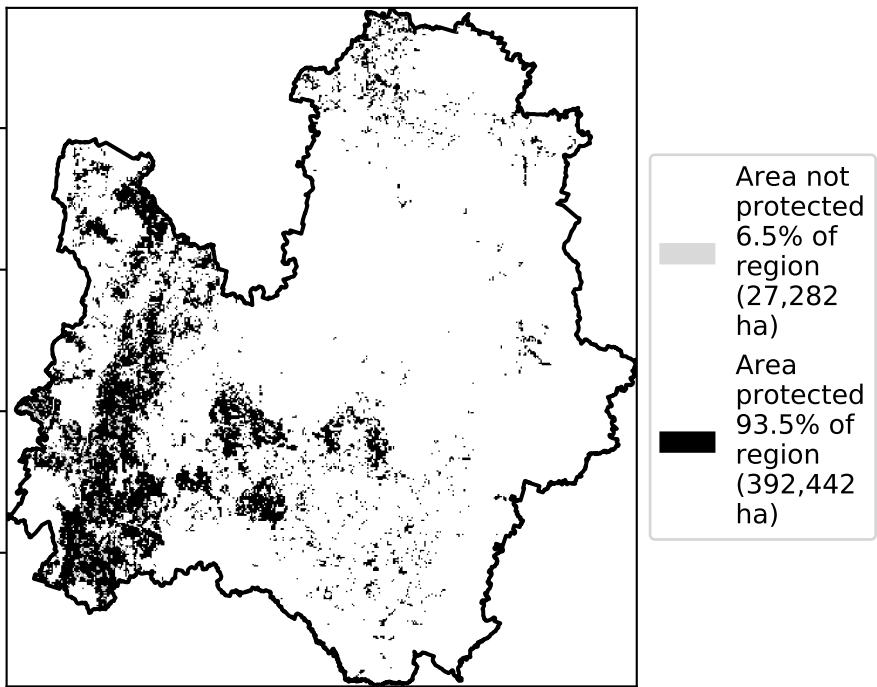 Area not
protected
6.5% of
region
(27,282
ha)
Area
protected
93.5% of
region
(392,442
ha)